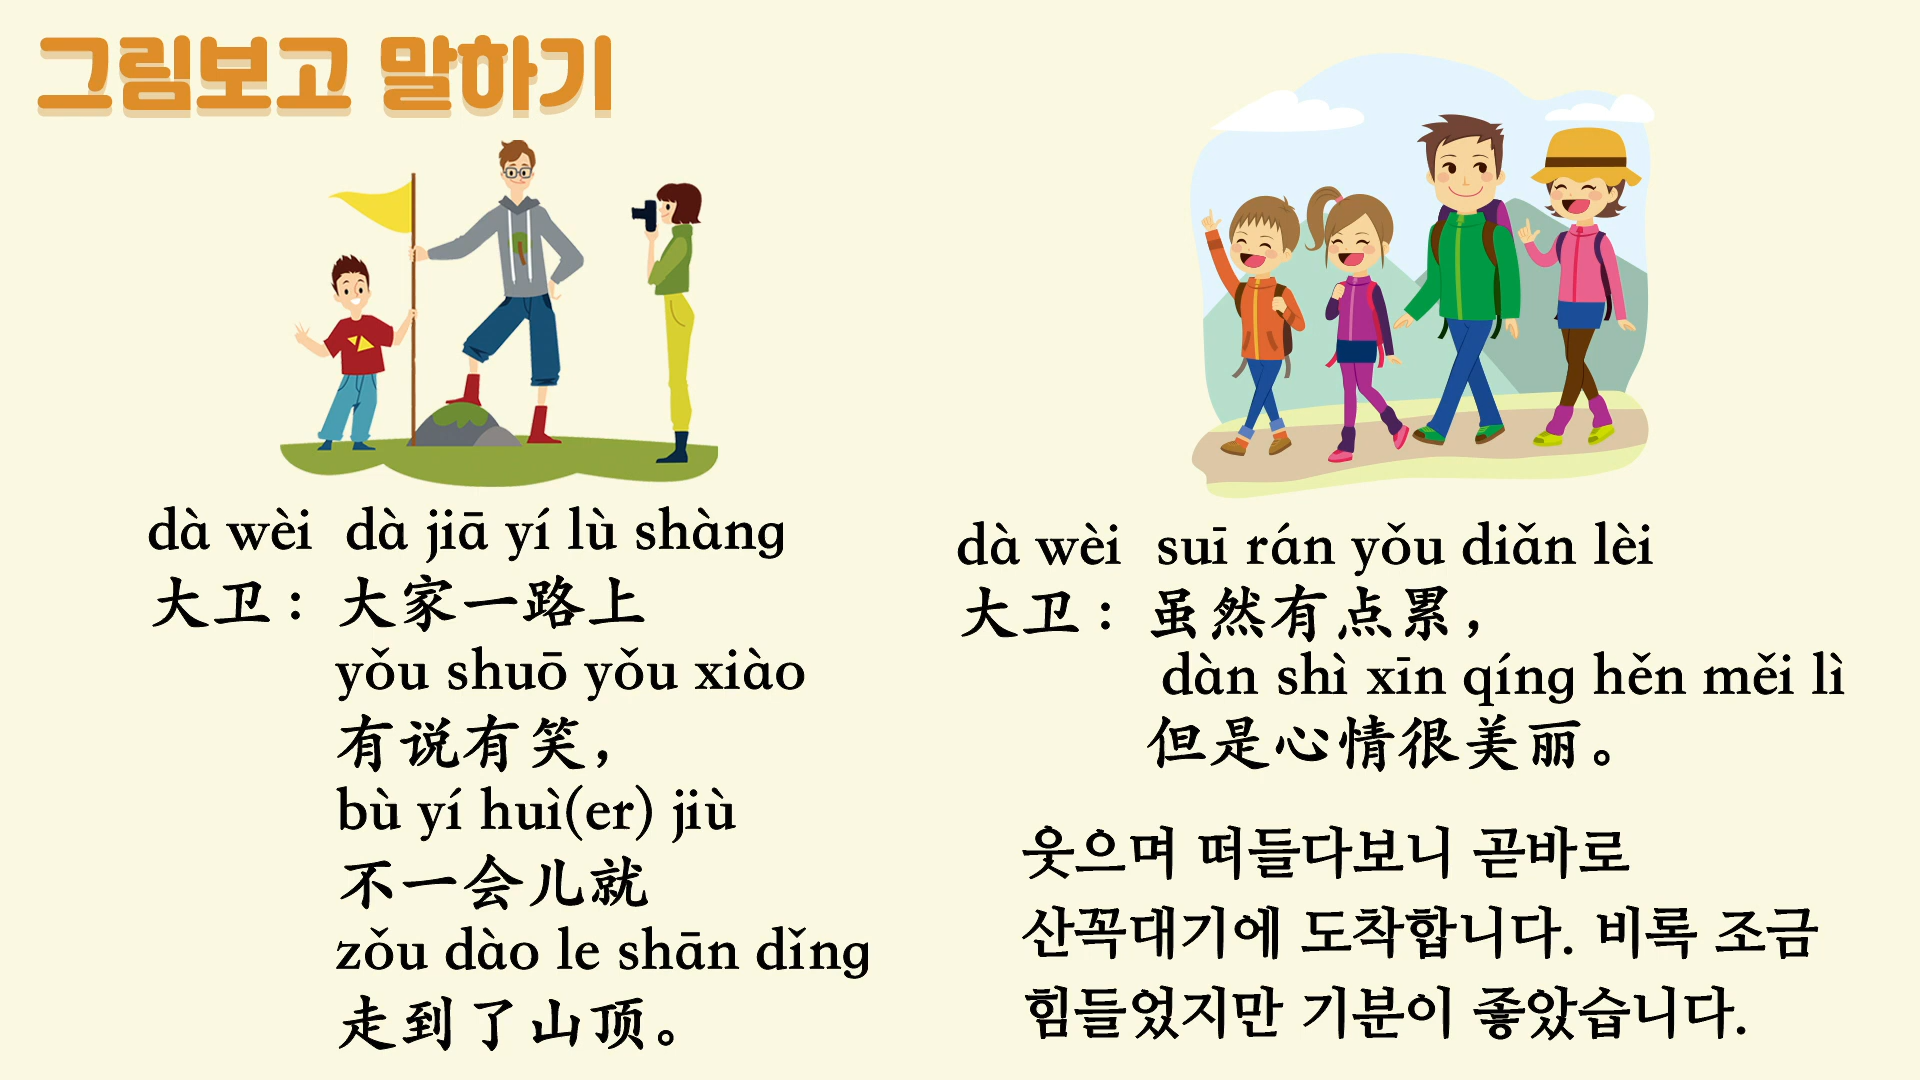 그림보고 말하기
dà wèi dà jiā yí lù shàng
大卫：大家一路上
yǒu shuō yǒu xiào
有说有笑，
bù yí huì(er) jiù
不一会儿就
zǒu dào le shān dǐng
走到了山顶。
dà wèi suī rán yǒu diǎn lèi
大卫：虽然有点累，
dàn shì xīn qíng hěn měi lì
但是心情很美丽。
웃으며 떠들다보니 곧바로
산꼭대기에 도착합니다. 비록 조금
힘들었지만 기분이 좋았습니다.